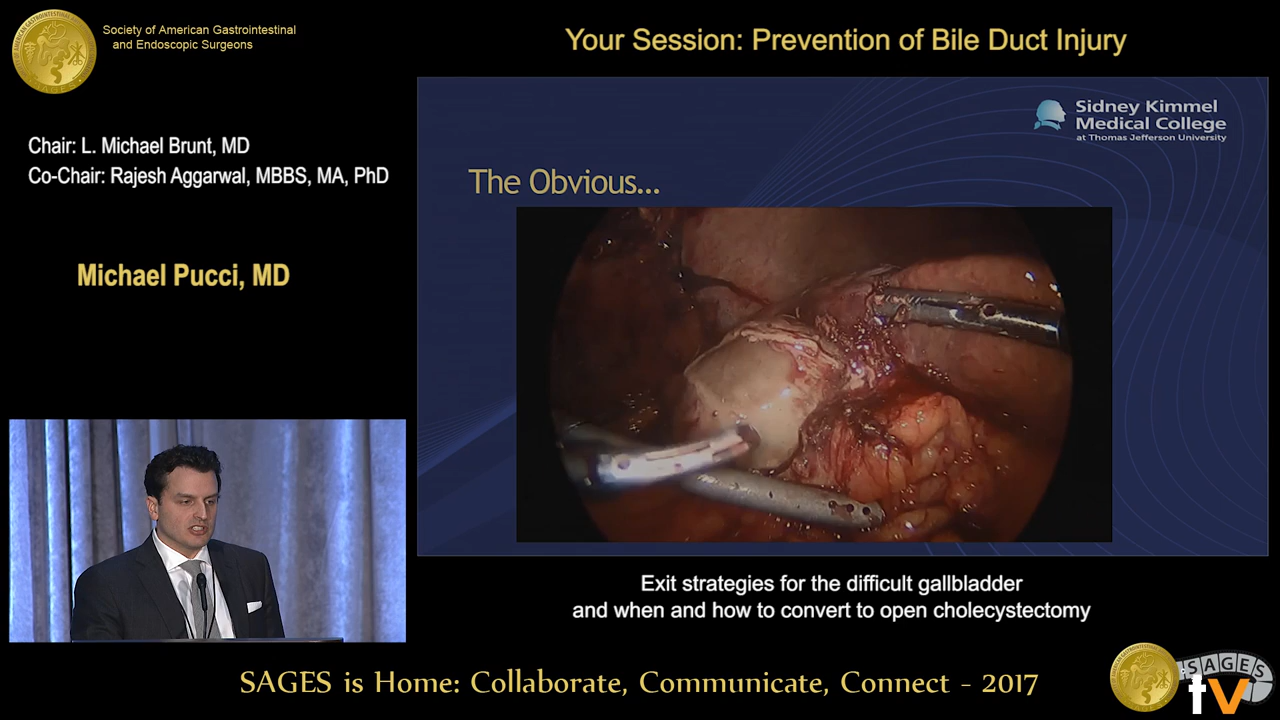 Society of American Gastrointestinal
and Endoscopic Surgeons
Your Session: Prevention of Bile Duct Injury
Chair: L. Michael Brunt, MD
Co-Chair: Rajesh Aggarwal, MBBS, MA, PhD
Michael Pucci, MD
Sidney Kimmel
Medical College
at Thomas Jefferson University
The Obvious...
Exit strategies for the difficult gallbladder
and when and how to convert to open cholecystectomy
SAGES is Home: Collaborate, Communicate, Connect - 2017
SAGES
tv